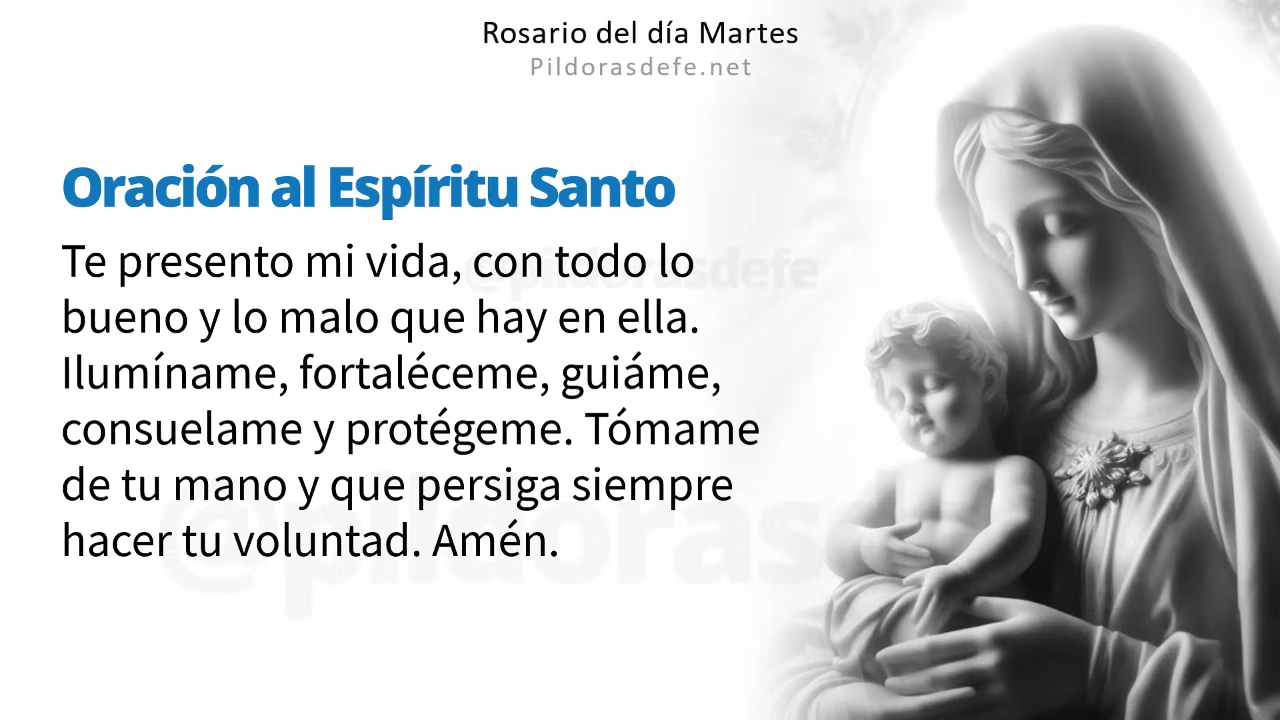 Rosario del día Martes
Pildorasdefe.net
Oración al Espíritu Santo
Te presento mi vida, con todo lo
@pildorasdefe
bueno y lo malo que hay en ella.
Ilumíname, fortaléceme, guiáme,
consuelame y protégeme. Tómame
de tu mano y que persiga siempre
hacer tu voluntad. Amén.
@pildoras